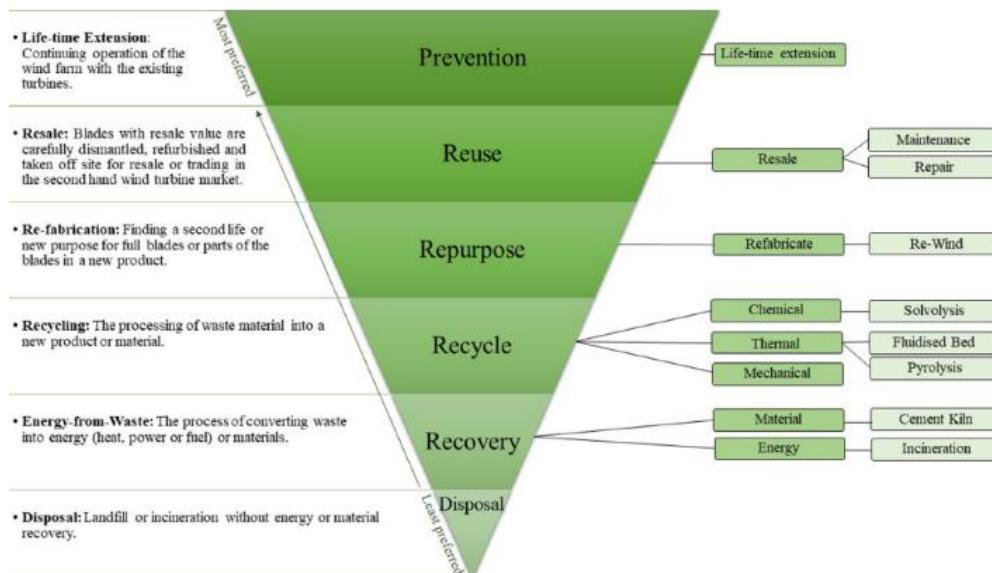 • Life-time Extension:
Continuing operation of the
wind farm with the existing
turbines.
• Resale: Blades with resale value are
carefully dismantled, refurbished and
taken off site for resale or trading in
the second hand wind turbine market.
• Re-fabrication: Finding a second life or
new purpose for full blades or parts of the
blades in a new product.
• Recycling: The processing of waste material into a
new product or material.
• Energy-from-Waste: The process of converting waste
into energy (heat, power or fuel) or materials.
• Disposal: Landfill or incineration without energy or material
recovery.
Most preferred
Least preferred
Prevention
Reuse
Repurpose
Recycle
Recovery
Disposal
Life-time extension
Resale
Maintenance
Repair
Refabricate
Re-Wind
Chemical
Solvolysis
Thermal
Fluidised Bed
Pyrolysis
Mechanical
Material
Cement Kiln
Energy
Incineration